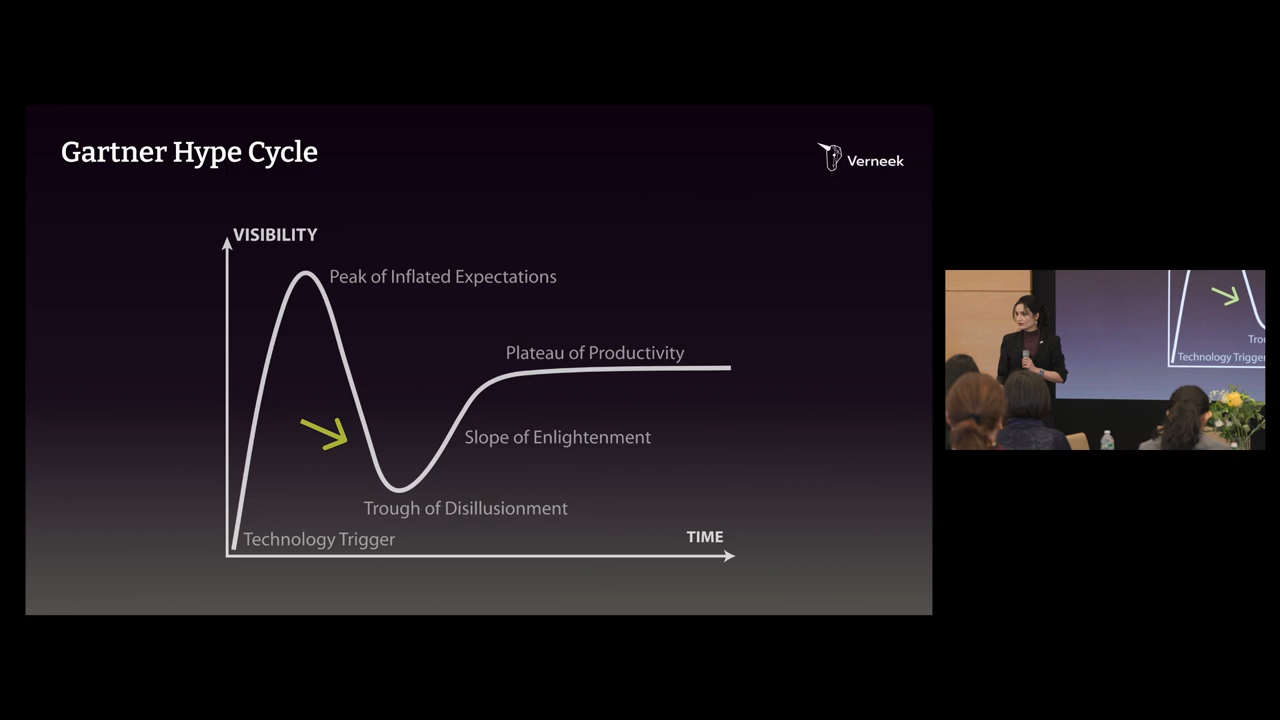 Gartner Hype Cycle
Verneek
VISIBILITY
Peak of Inflated Expectations
Plateau of Productivity
Slope of Enlightenment
Trough of Disillusionment
Technology Trigger
TIME
Trou
Technology Trigger